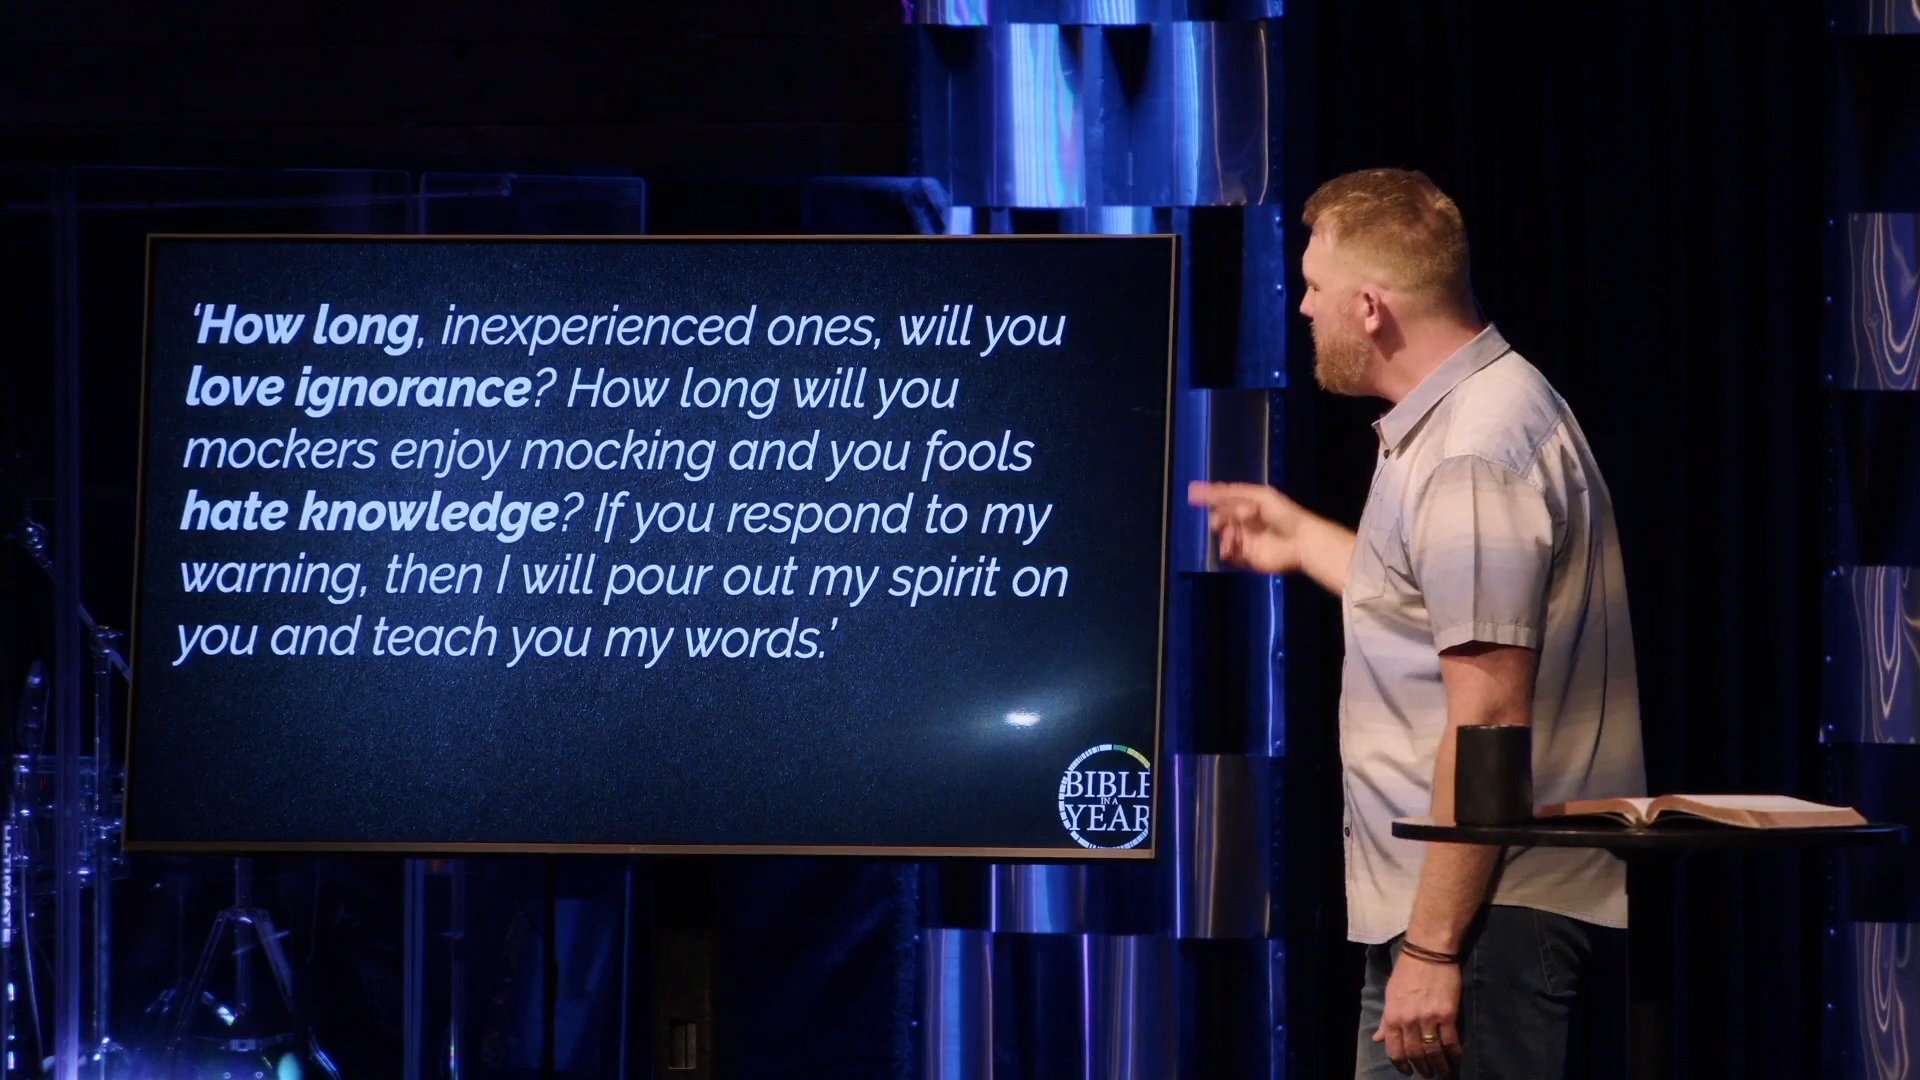 ‘How long, inexperienced ones, will you
love ignorance? How long will you
mockers enjoy mocking and you fools
hate knowledge? If you respond to my
warning, then I will pour out my spirit on
you and teach you my words.’
BIBLE
IN A
YEAR